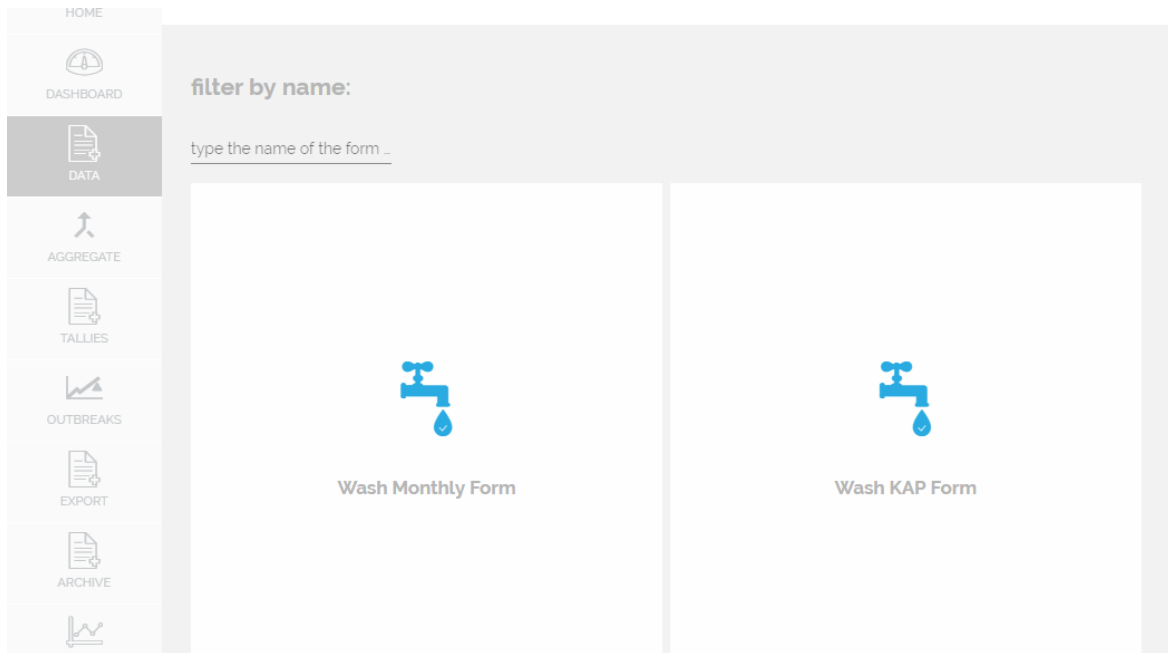 HOME
DASHBOARD
DATA
AGGREGATE
TALLIES
OUTBREAKS
EXPORT
ARCHIVE
filter by name:
type the name of the form ...
Wash Monthly Form
Wash KAP Form